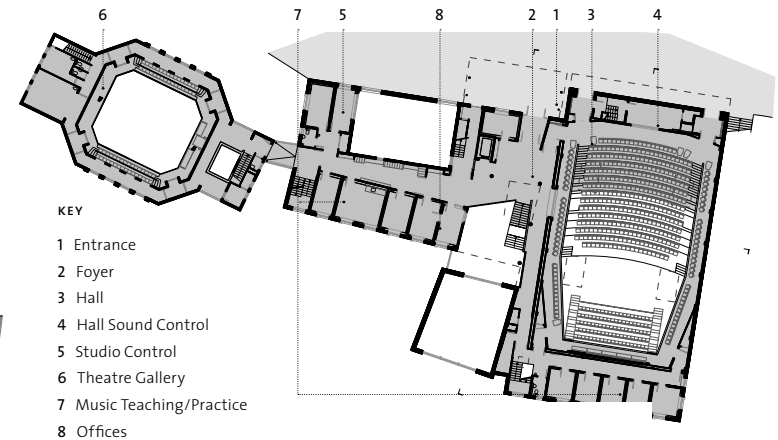 6 7 5 8 2 1 3 4
KEY
1 Entrance
2 Foyer
3 Hall
4 Hall Sound Control
5 Studio Control
6 Theatre Gallery
7 Music Teaching/Practice
8 Offices